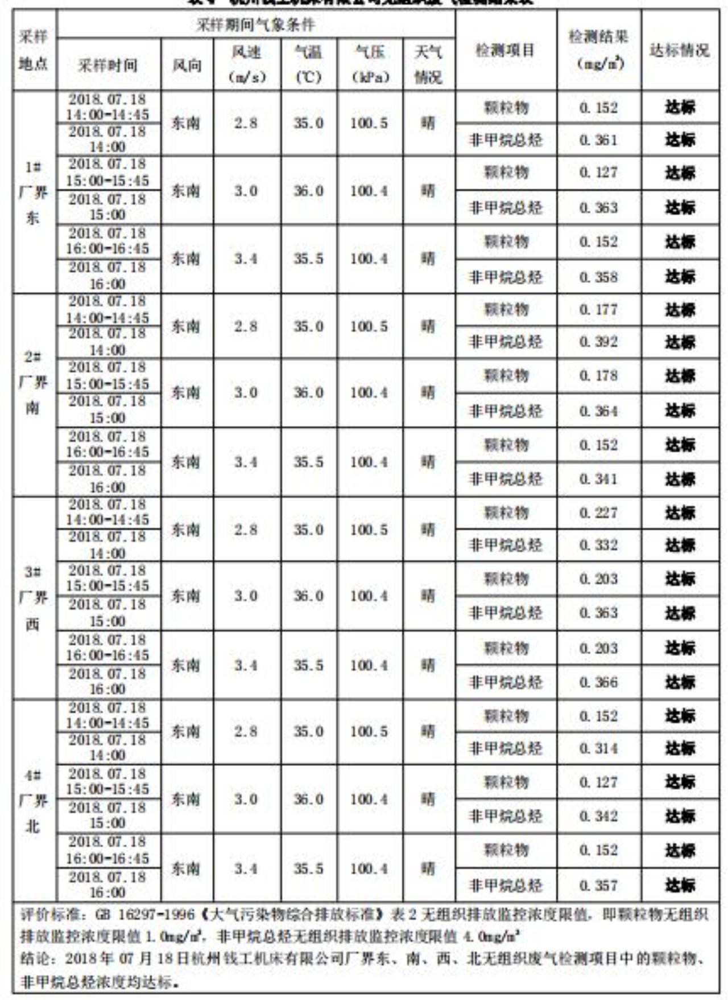 采样期间气象条件
采样
地点
采样时间
风向
风速
(m/s)
气温
(℃)
气压
(kPa)
天气
情况
检测项目
检测结果
(mg/m³)
达标情况
1#
厂界
东
2018.07.18
14:00-14:45
2018.07.18
14:00
东南 2.8 35.0 100.5 晴
颗粒物 0.152 达标
非甲烷总烃 0.361 达标
2018.07.18
15:00-15:45
2018.07.18
15:00
东南 3.0 36.0 100.4 晴
颗粒物 0.127 达标
非甲烷总烃 0.363 达标
2018.07.18
16:00-16:45
2018.07.18
16:00
东南 3.4 35.5 100.4 晴
颗粒物 0.152 达标
非甲烷总烃 0.358 达标
2#
厂界
南
2018.07.18
14:00-14:45
2018.07.18
14:00
东南 2.8 35.0 100.5 晴
颗粒物 0.177 达标
非甲烷总烃 0.392 达标
2018.07.18
15:00-15:45
2018.07.18
15:00
东南 3.0 36.0 100.4 晴
颗粒物 0.178 达标
非甲烷总烃 0.364 达标
2018.07.18
16:00-16:45
2018.07.18
16:00
东南 3.4 35.5 100.4 晴
颗粒物 0.152 达标
非甲烷总烃 0.341 达标
3#
厂界
西
2018.07.18
14:00-14:45
2018.07.18
14:00
东南 2.8 35.0 100.5 晴
颗粒物 0.227 达标
非甲烷总烃 0.332 达标
2018.07.18
15:00-15:45
2018.07.18
15:00
东南 3.0 36.0 100.4 晴
颗粒物 0.203 达标
非甲烷总烃 0.363 达标
2018.07.18
16:00-16:45
2018.07.18
16:00
东南 3.4 35.5 100.4 晴
颗粒物 0.203 达标
非甲烷总烃 0.366 达标
4#
厂界
北
2018.07.18
14:00-14:45
2018.07.18
14:00
东南 2.8 35.0 100.5 晴
颗粒物 0.152 达标
非甲烷总烃 0.314 达标
2018.07.18
15:00-15:45
2018.07.18
15:00
东南 3.0 36.0 100.4 晴
颗粒物 0.127 达标
非甲烷总烃 0.342 达标
2018.07.18
16:00-16:45
2018.07.18
16:00
东南 3.4 35.5 100.4 晴
颗粒物 0.152 达标
非甲烷总烃 0.357 达标
评价标准：GB 16297-1996《大气污染物综合排放标准》表2无组织排放监控浓度限值，即颗粒物无组织
排放监控浓度限值1.0mg/m³，非甲烷总烃无组织排放监控浓度限值4.0mg/m³
结论：2018年07月18日杭州钱工机床有限公司厂界东、南、西、北无组织废气检测项目中的颗粒物、
非甲烷总烃浓度均达标。